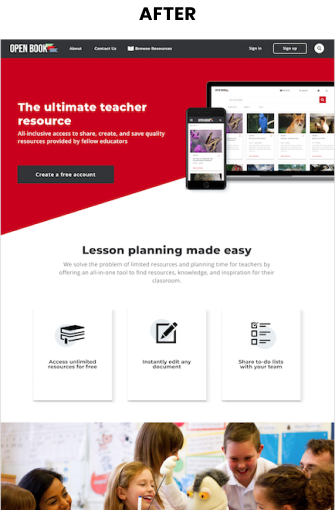 AFTER
OPEN BOOK
About
Contact Us
Browse Resources
Sign in
Sign up
The ultimate teacher
resource
All-inclusive access to share, create, and save quality
resources provided by fellow educators
Create a free account
Lesson planning made easy
We solve the problem of limited resources and planning time for teachers by
offering an all-in-one tool to find resources, knowledge, and inspiration for their
classroom.
Access unlimited
resources for free
Instantly edit any
document
Share to-do lists
with your team